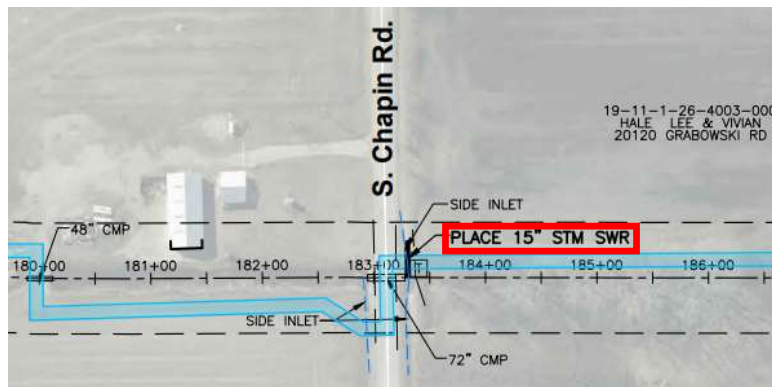 S. Chapin Rd.
19-11-1-26-4003-000
HALE LEE & VIVIAN
20120 GRABOWSKI RD
SIDE INLET
48" CMP
PLACE 15" STM SWR
180+00
181+00
182+00
183+00
184+00
185+00
186+00
SIDE INLET
72" CMP